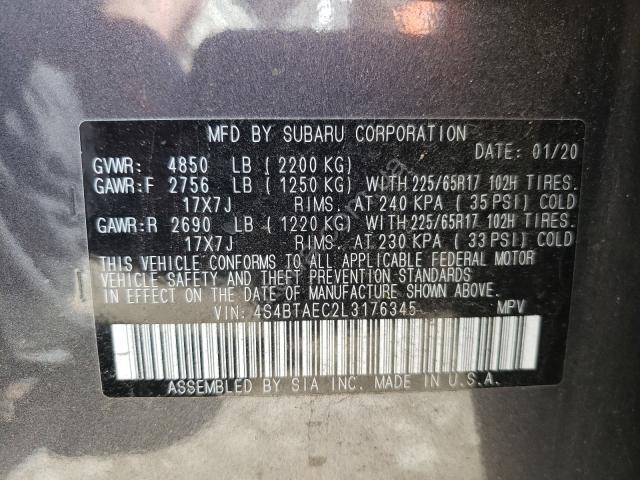 MFD BY SUBARU CORPORATION
DATE: 01/20
GVWR: 4850 LB ( 2200 KG)
GAWR:F 2756 LB ( 1250 KG) WITH 225/65R17 102H TIRES.
17X7J RIMS. AT 240 KPA ( 35 PSI) COLD
GAWR:R 2690 LB ( 1220 KG) WITH 225/65R17 102H TIRES.
17X7J RIMS. AT 230 KPA ( 33 PSI) COLD
THIS VEHICLE CONFORMS TO ALL APPLICABLE FEDERAL MOTOR
VEHICLE SAFETY AND THEFT PREVENTION STANDARDS
IN EFFECT ON THE DATE OF MANUFACTURE SHOWN ABOVE.
VIN: 4S4BTAEC2L3176345 MPV
ASSEMBLED BY SIA INC. MADE IN U.S.A.